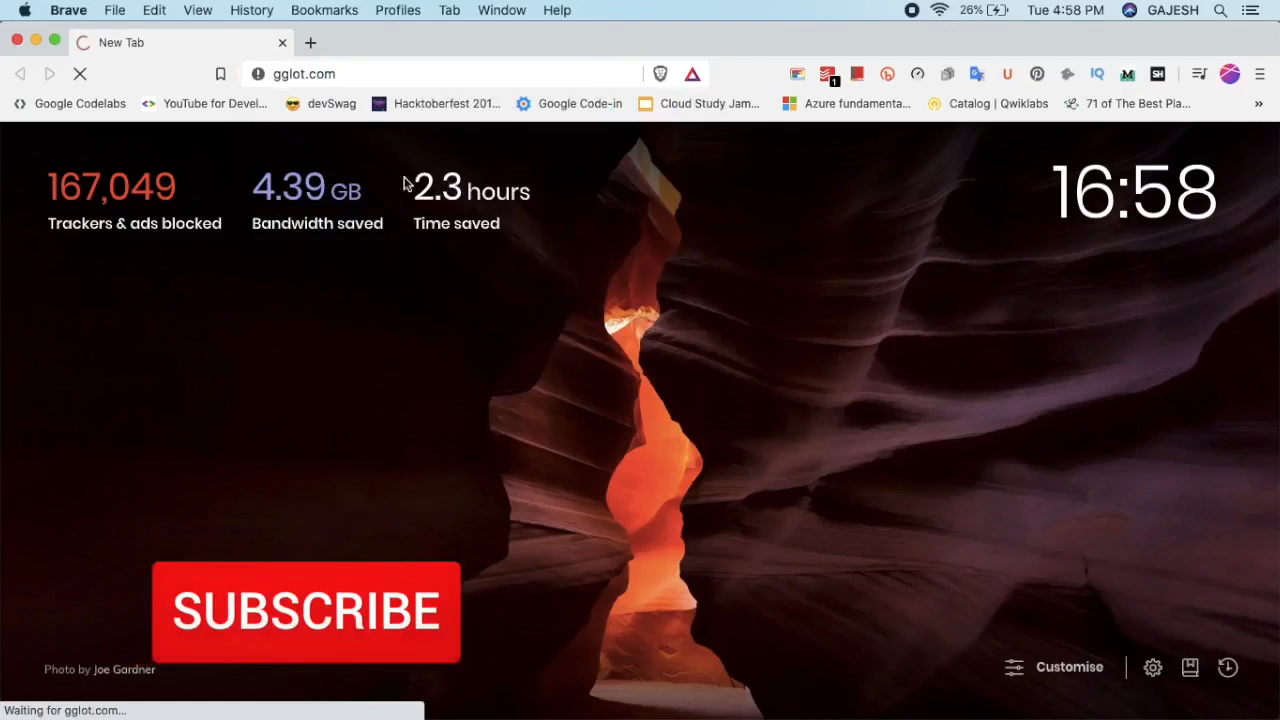 Brave File Edit View History Bookmarks Profiles Tab Window Help 26% Tue 4:58 PM GAJESH
New Tab
gglot.com
1 U IQ M SH
Google Codelabs YouTube for Devel... devSwag Hacktoberfest 201... Google Code-in Cloud Study Jam... Azure fundamenta... Catalog | Qwiklabs 71 of The Best Pla... »
167,049 4.39 GB 2.3 hours 16:58
Trackers & ads blocked Bandwidth saved Time saved
SUBSCRIBE
Photo by Joe Gardner Customise
Waiting for gglot.com...